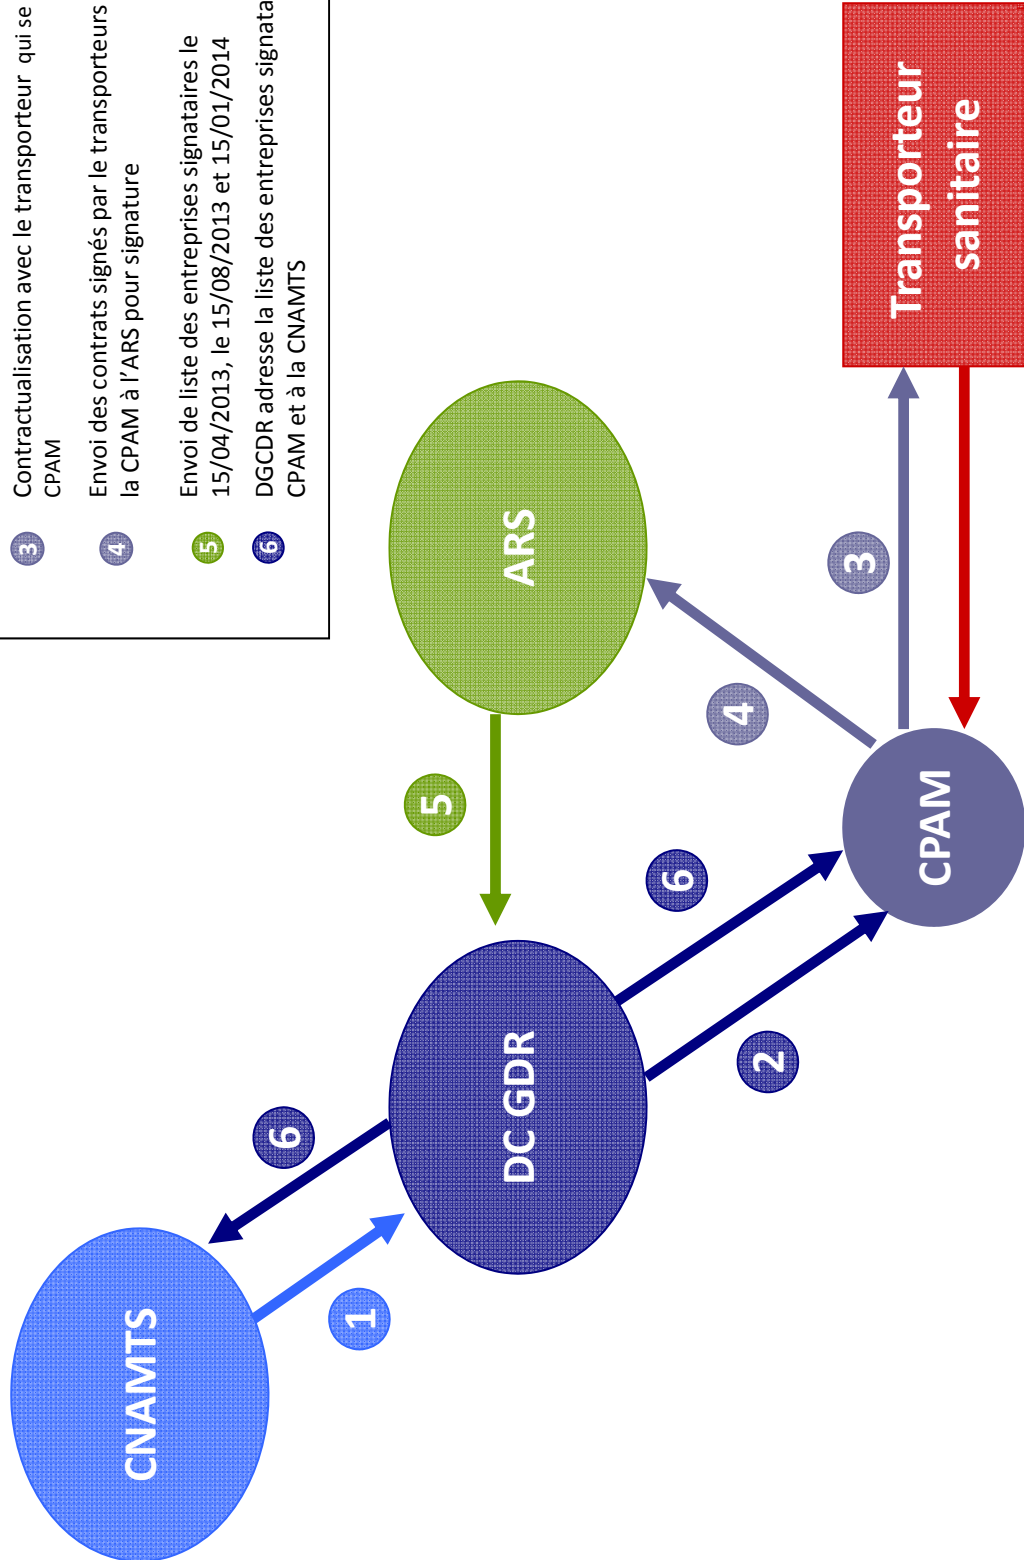 3
Contractualisation avec le transporteur qui se
CPAM
4
Envoi des contrats signés par le transporteurs
la CPAM à l'ARS pour signature
5
Envoi de liste des entreprises signataires le
15/04/2013, le 15/08/2013 et 15/01/2014
6
DGCDR adresse la liste des entreprises signata
CPAM et à la CNAMTS
CNAMTS
6
1
5
DC GDR
ARS
6
4
2
3
CPAM
Transporteur
sanitaire